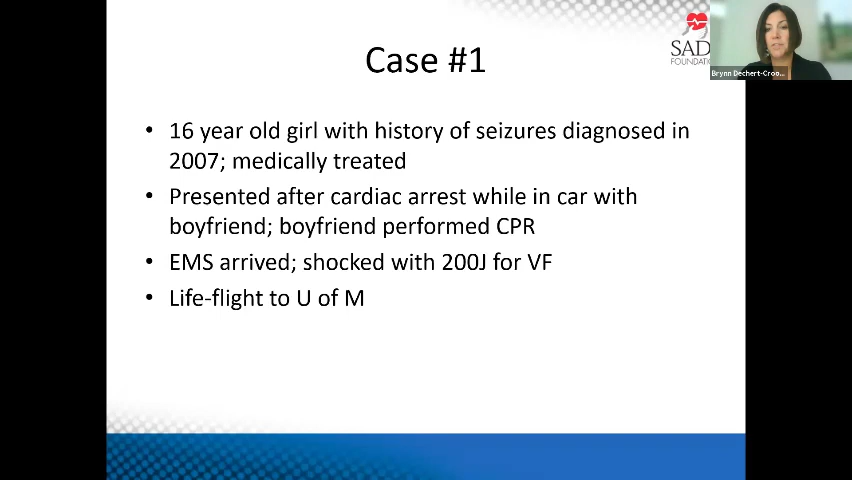 Case #1
SAD
FOUNDATIO
Brynn Dechert-Croo...
• 16 year old girl with history of seizures diagnosed in
2007; medically treated
• Presented after cardiac arrest while in car with
boyfriend; boyfriend performed CPR
• EMS arrived; shocked with 200J for VF
• Life-flight to U of M